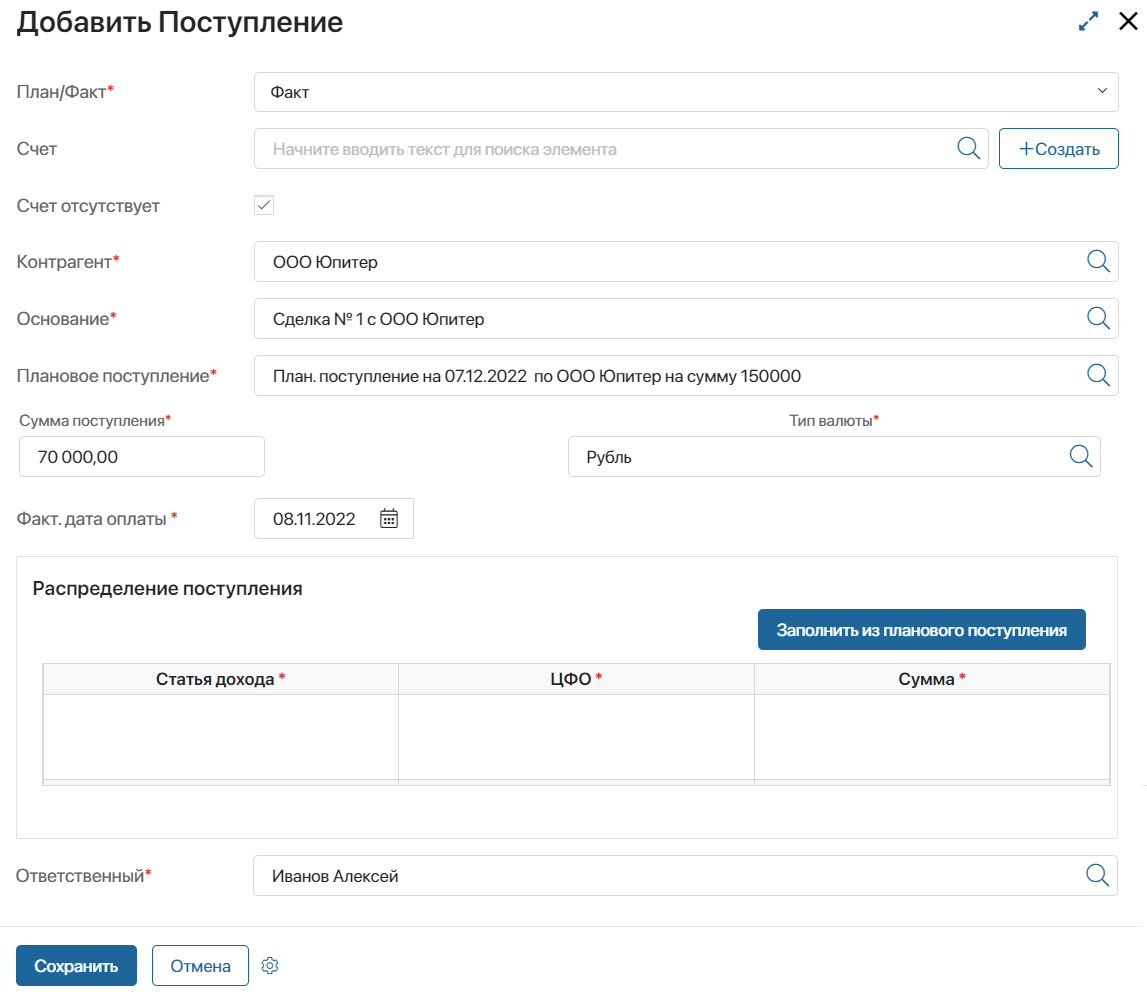 Добавить Поступление
План/Факт*
Факт
Счет
Начните вводить текст для поиска элемента
+Создать
Счет отсутствует
Контрагент*
ООО Юпитер
Основание*
Сделка № 1 с ООО Юпитер
Плановое поступление*
План. поступление на 07.12.2022 по ООО Юпитер на сумму 150000
Сумма поступления*
Тип валюты*
70 000,00
Рубль
Факт. дата оплаты *
08.11.2022
Распределение поступления
Заполнить из планового поступления
Статья дохода *
ЦФО *
Сумма *
Ответственный*
Иванов Алексей
Сохранить
Отмена